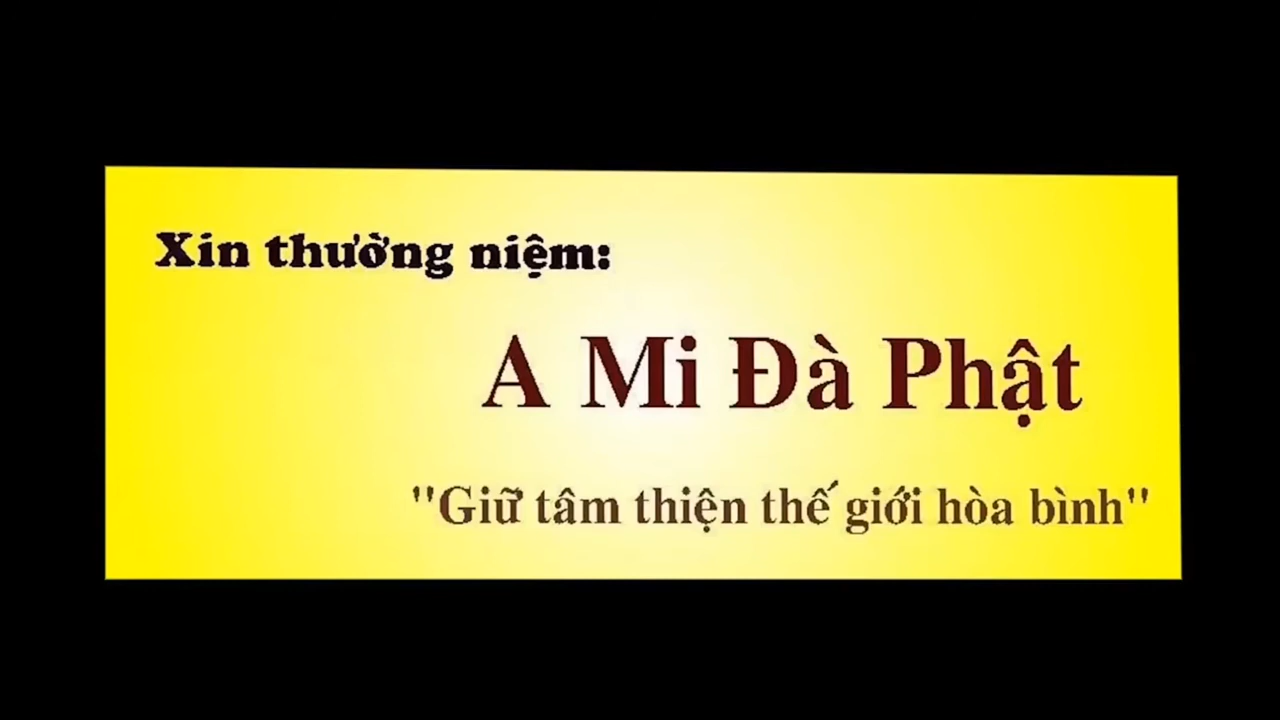 Xin thường niệm:
A Mi Đà Phật
"Giữ tâm thiện thế giới hòa bình"